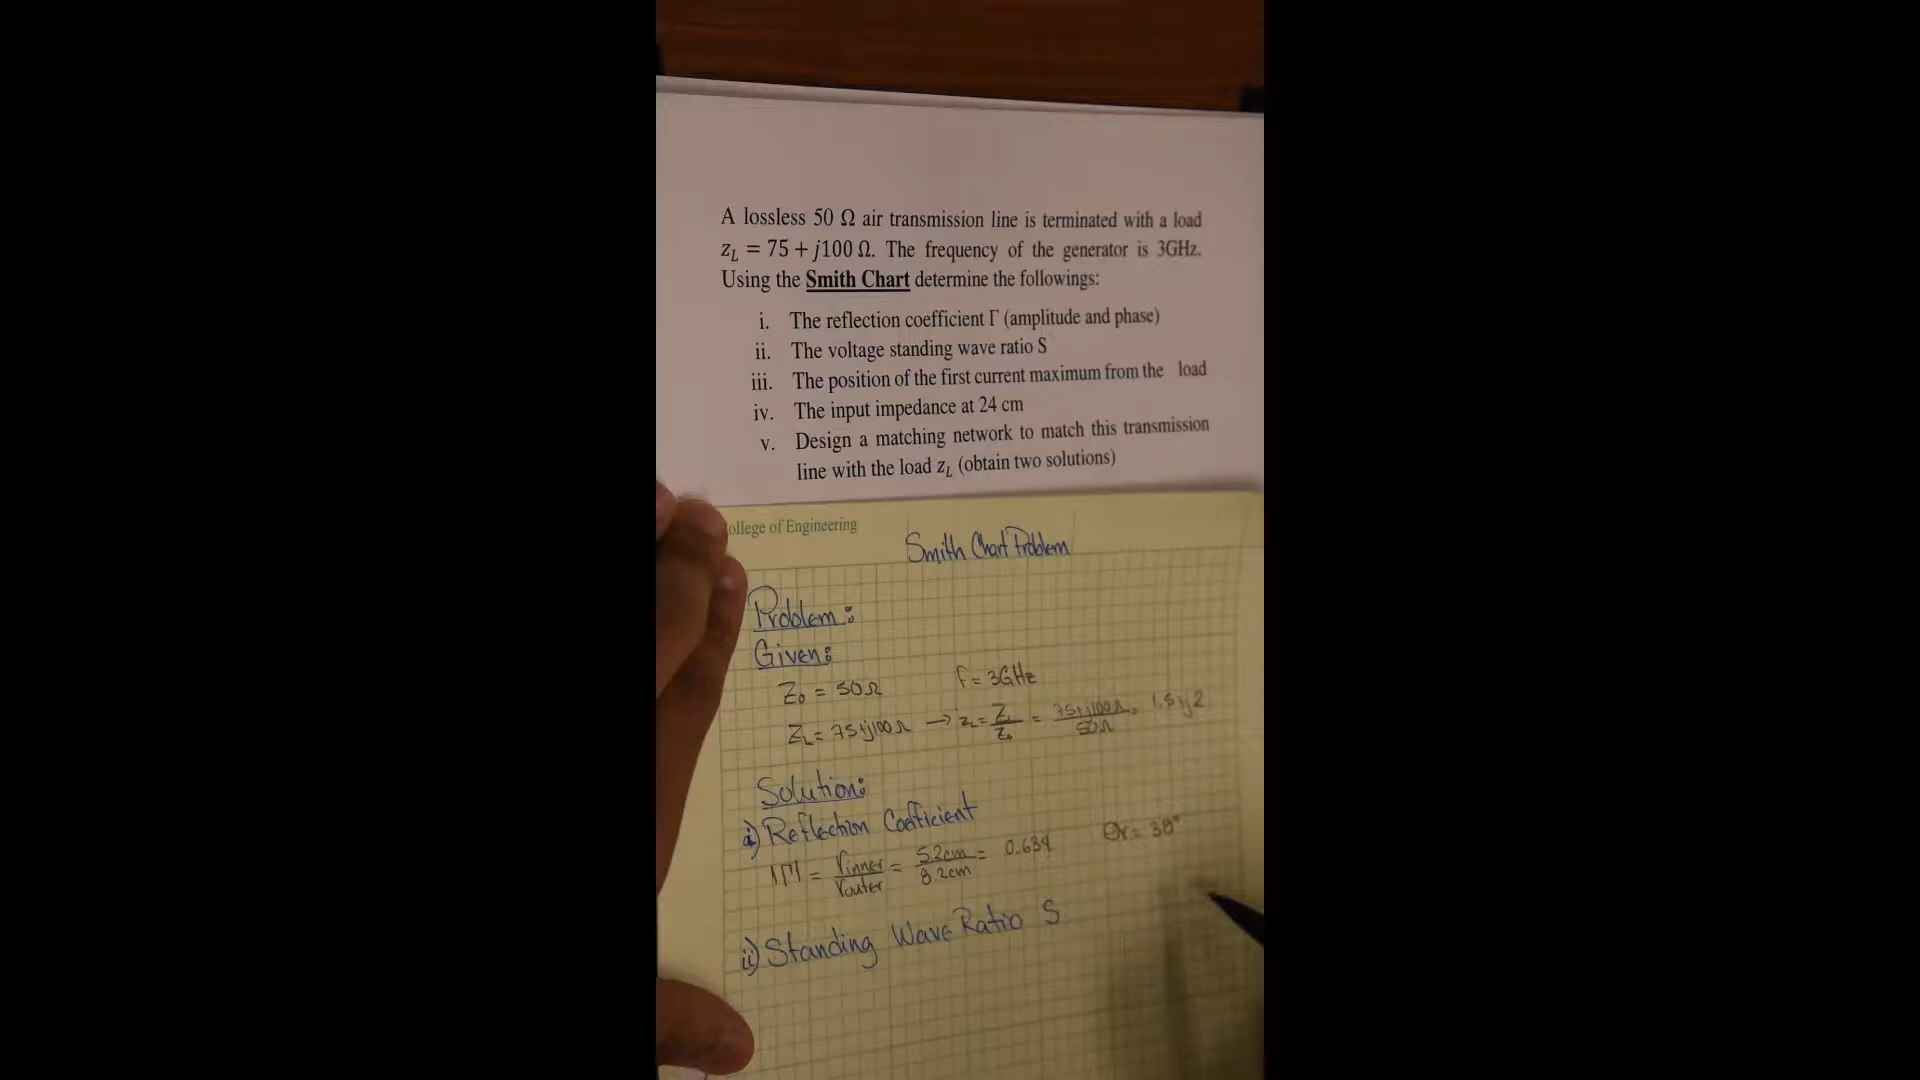 A lossless 50 Ω air transmission line is terminated with a load
z_L = 75 + j100 Ω. The frequency of the generator is 3GHz.
Using the Smith Chart determine the followings:
i. The reflection coefficient Γ (amplitude and phase)
ii. The voltage standing wave ratio S
iii. The position of the first current maximum from the load
iv. The input impedance at 24 cm
v. Design a matching network to match this transmission
line with the load z_L (obtain two solutions)
ollege of Engineering
Smith Chart Problem
Problem:
Given:
Z₀ = 50Ω f = 3GHz
Z_L = 75+j100Ω → z_L = Z_L/Z₀ = 75+j100Ω/50Ω = 1.5+j2
Solution:
i) Reflection Coefficient
|Γ| = rinner/router = 5.2cm/8.2cm = 0.634 Θr = 38°
ii) Standing Wave Ratio S